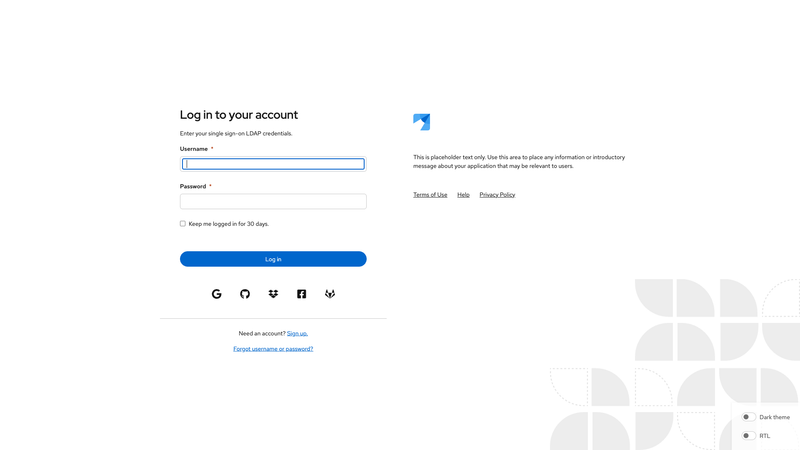 Log in to your account
Enter your single sign-on LDAP credentials.
Username *
Password *
Keep me logged in for 30 days.
Log in
Need an account? Sign up.
Forgot username or password?
This is placeholder text only. Use this area to place any information or introductory
message about your application that may be relevant to users.
Terms of Use Help Privacy Policy
Dark theme
RTL